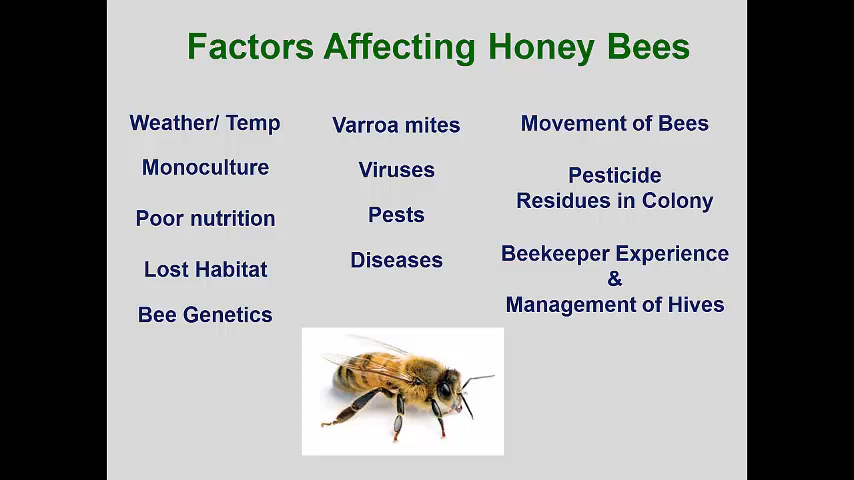 Factors Affecting Honey Bees
Weather/ Temp
Monoculture
Poor nutrition
Lost Habitat
Bee Genetics
Varroa mites
Viruses
Pests
Diseases
Movement of Bees
Pesticide
Residues in Colony
Beekeeper Experience
&
Management of Hives